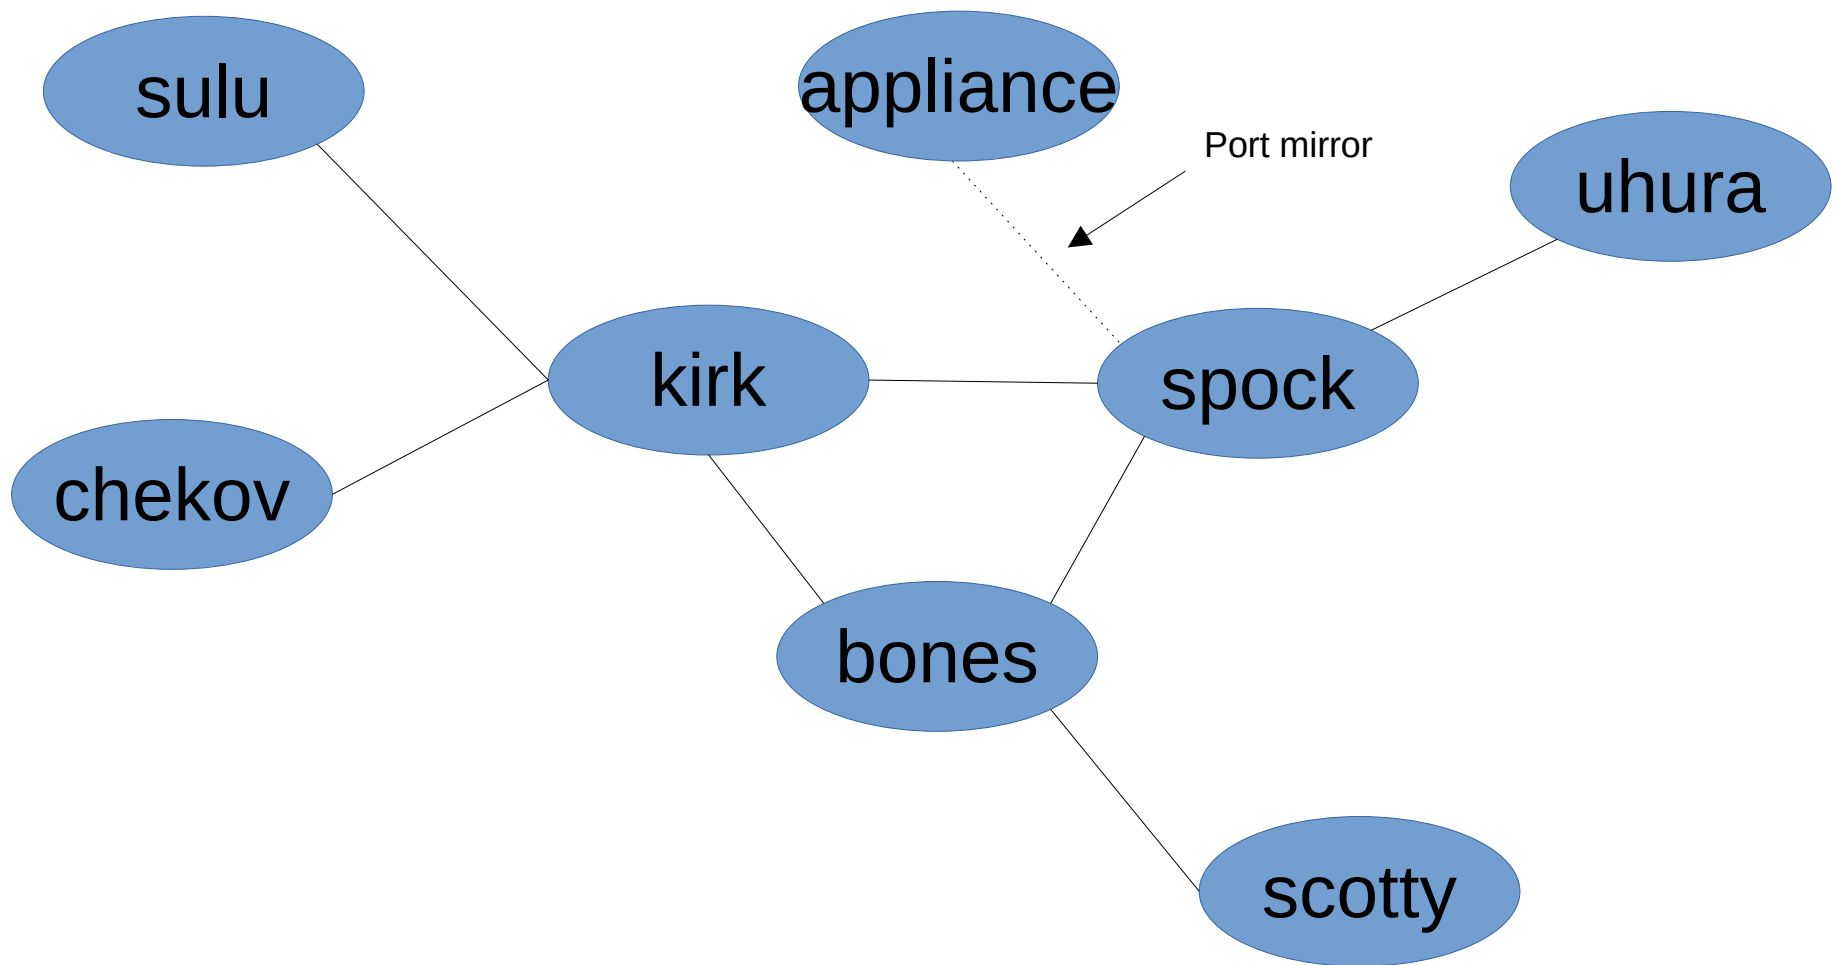 sulu
appliance
Port mirror
uhura
kirk
spock
chekov
bones
scotty